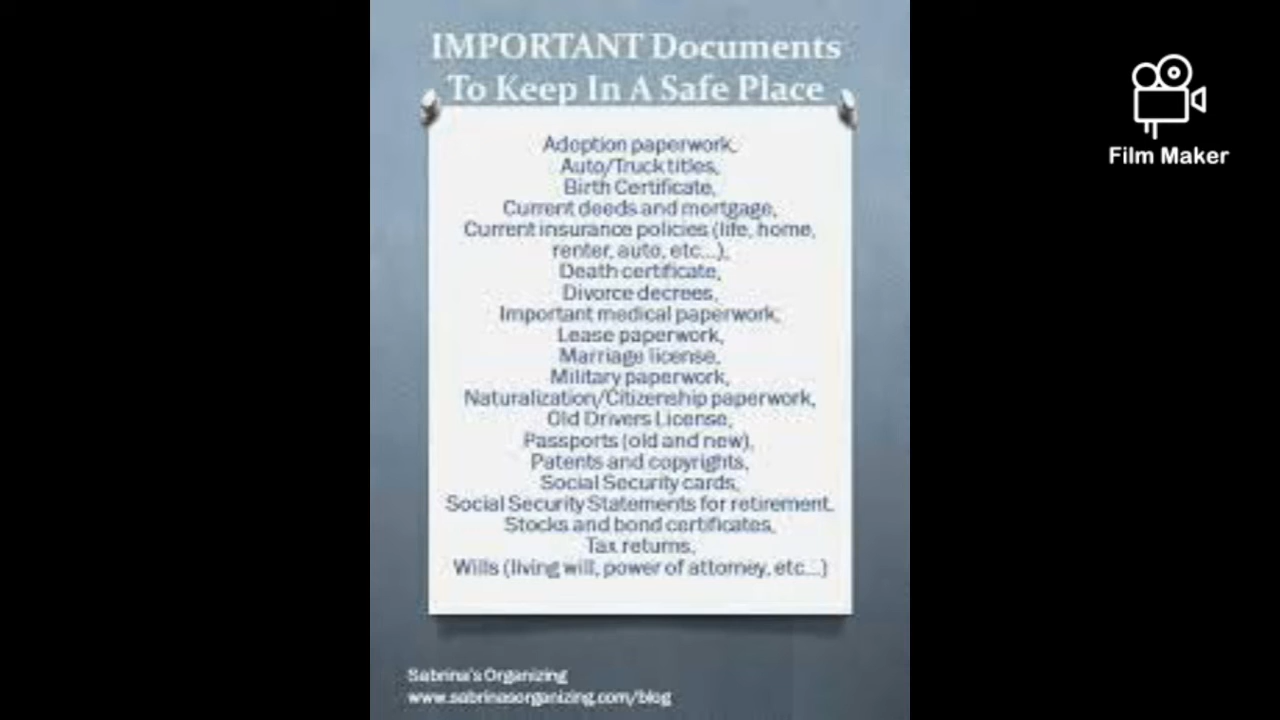 IMPORTANT Documents
To Keep In A Safe Place
Film Maker
Adoption paperwork,
Auto/Truck titles,
Birth Certificate,
Current deeds and mortgage,
Current insurance policies (life, home,
renter, auto, etc...),
Death certificate,
Divorce decrees,
Important medical paperwork,
Lease paperwork,
Marriage license,
Military paperwork,
Naturalization/Citizenship paperwork,
Old Drivers License,
Passports (old and new),
Patents and copyrights,
Social Security cards,
Social Security Statements for retirement,
Stocks and bond certificates,
Tax returns,
Wills (living will, power of attorney, etc...)
Sabrina's Organizing
www.sabrinasorganizing.com/blog